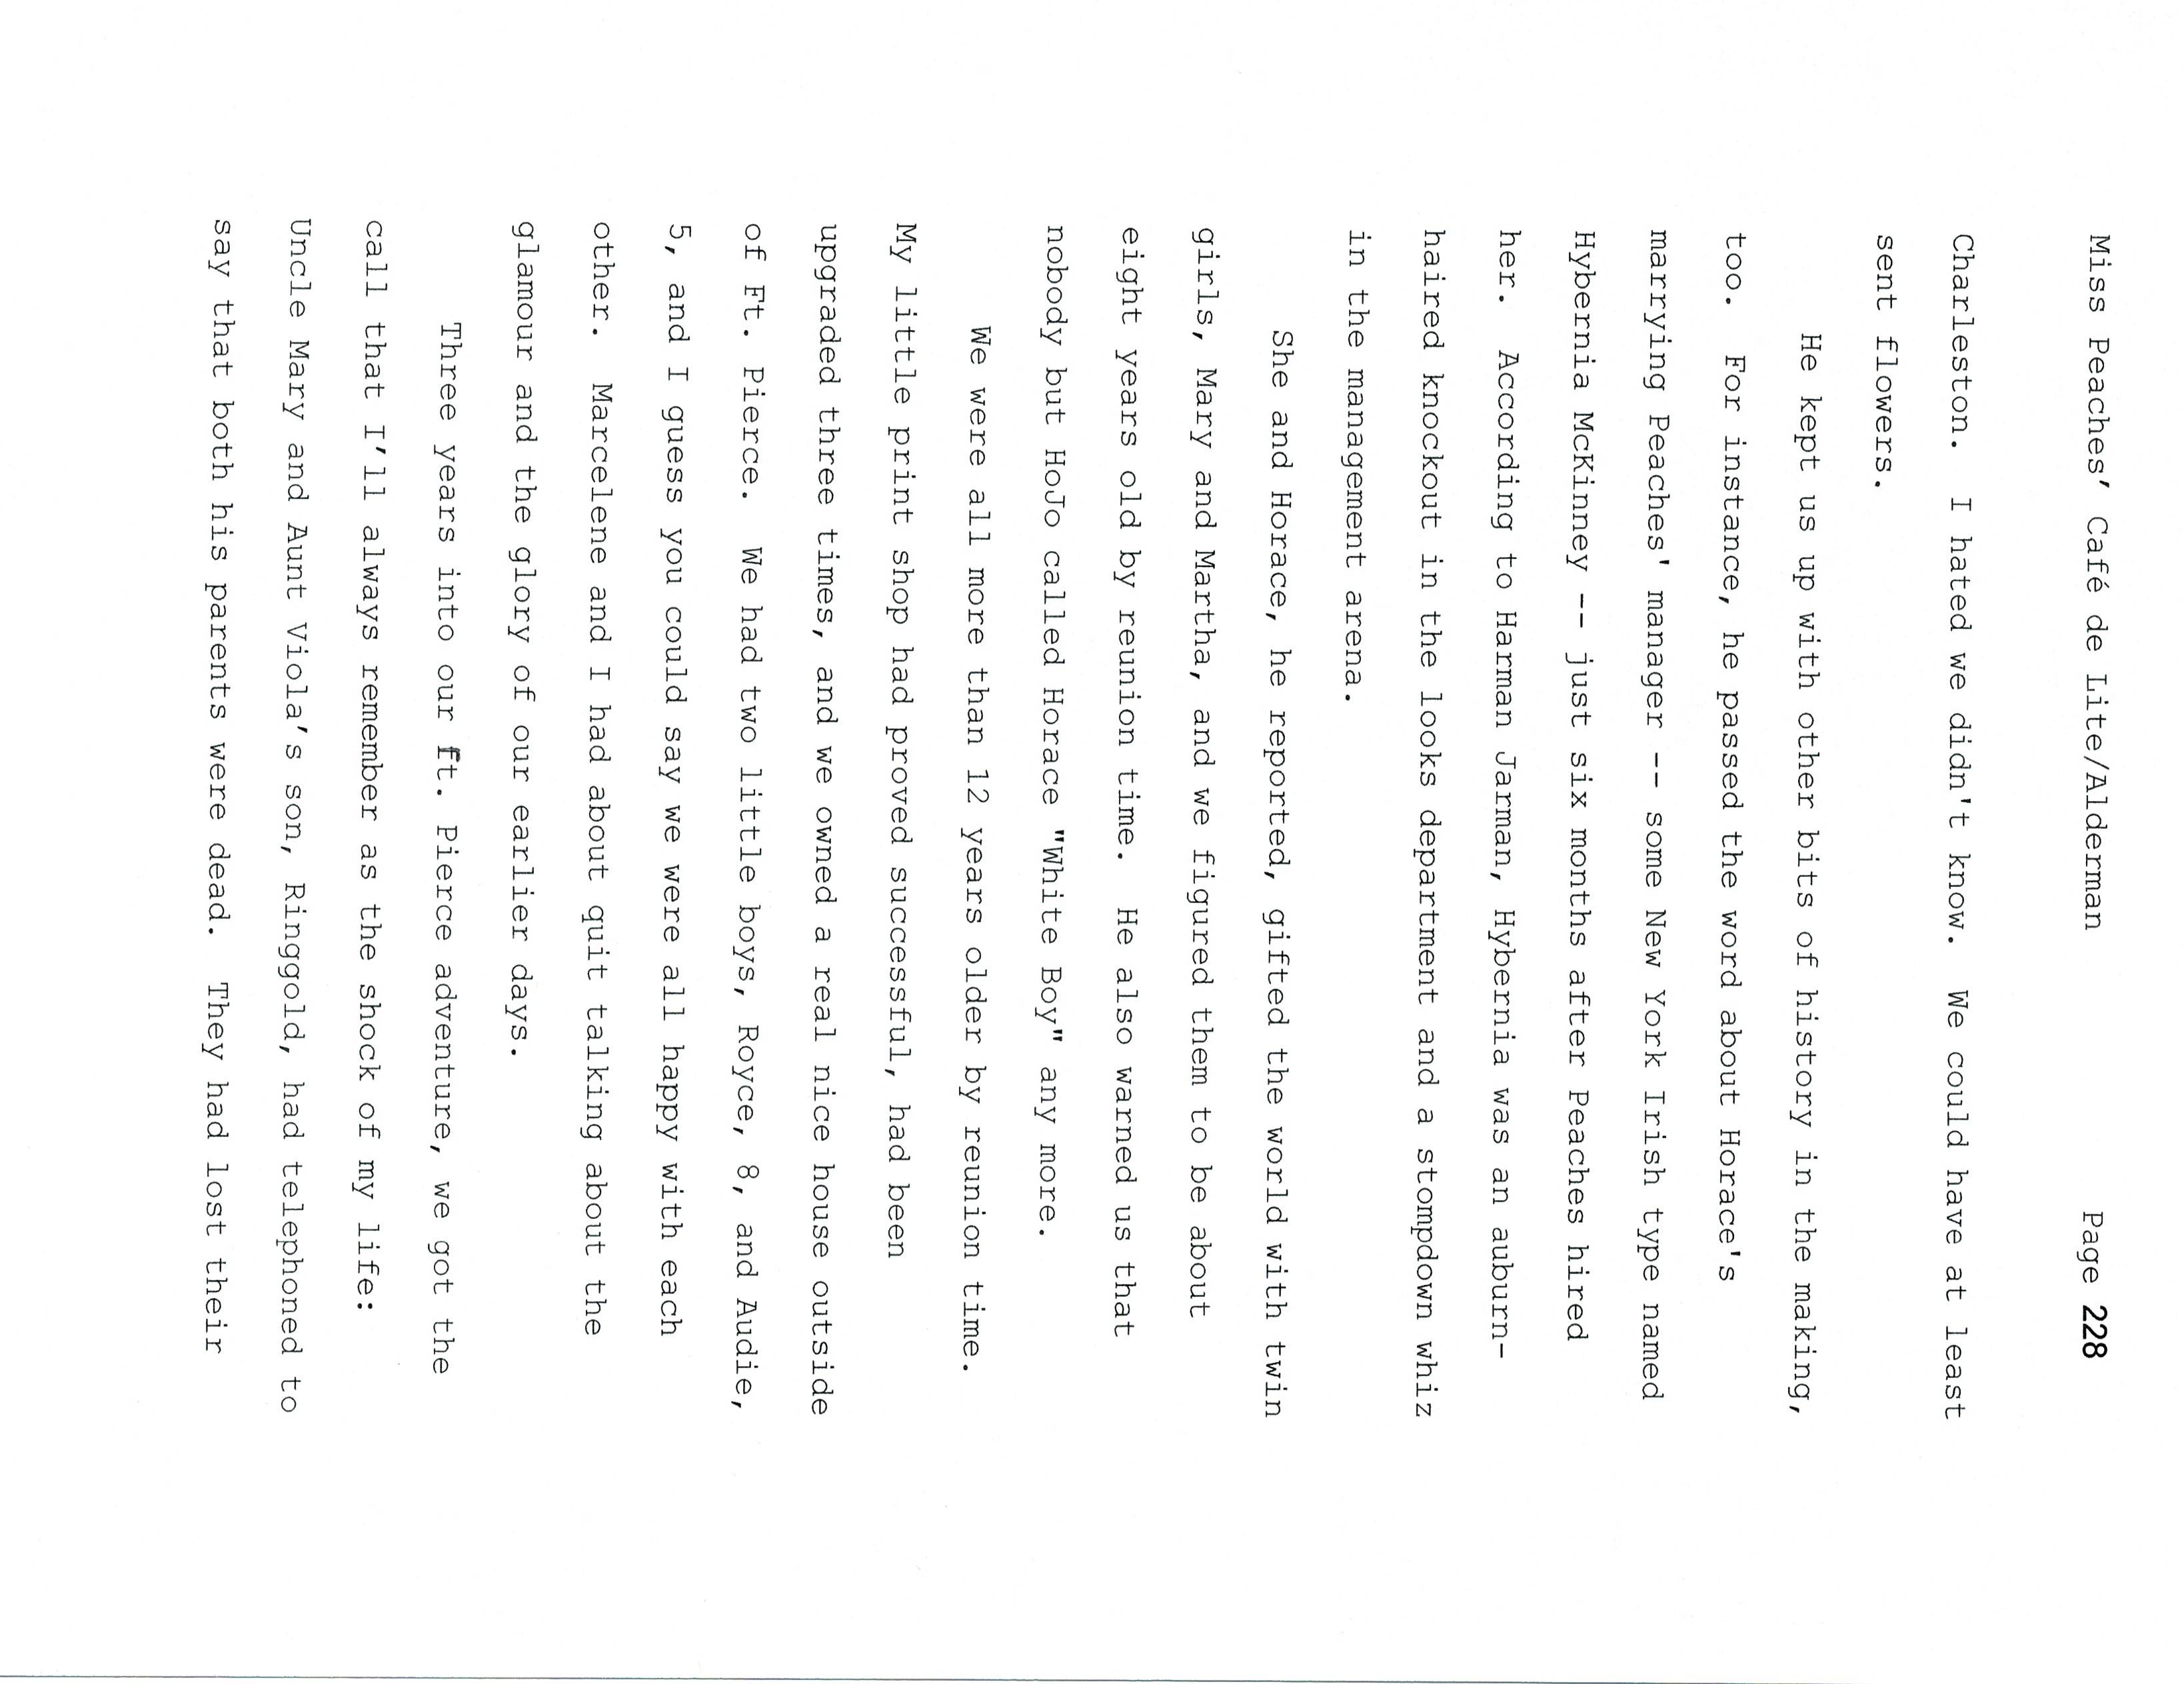 Miss Peaches’ Café de Lite/Alderman Page 228
Charleston. I hated we didn't know. We could have at least
sent flowers.
He kept us up with other bits of history in the making,
too. For instance, he passed the word about Horace's
marrying Peaches' manager -- some New York Irish type named
Hybernia McKinney -- just six months after Peaches hired
her. According to Harman Jarman, Hybernia was an auburn-
haired knockout in the looks department and a stompdown whiz
in the management arena.
She and Horace, he reported, gifted the world with twin
girls, Mary and Martha, and we figured them to be about
eight years old by reunion time. He also warned us that
nobody but HoJo called Horace "White Boy" any more.
We were all more than 12 years older by reunion time.
My little print shop had proved successful, had been
upgraded three times, and we owned a real nice house outside
of Ft. Pierce. We had two little boys, Royce, 8, and Audie,
5, and I guess you could say we were all happy with each
other. Marcelene and I had about quit talking about the
glamour and the glory of our earlier days.
Three years into our ft. Pierce adventure, we got the
call that I’ll always remember as the shock of my life:
Uncle Mary and Aunt Viola’s son, Ringgold, had telephoned to
say that both his parents were dead. They had lost their